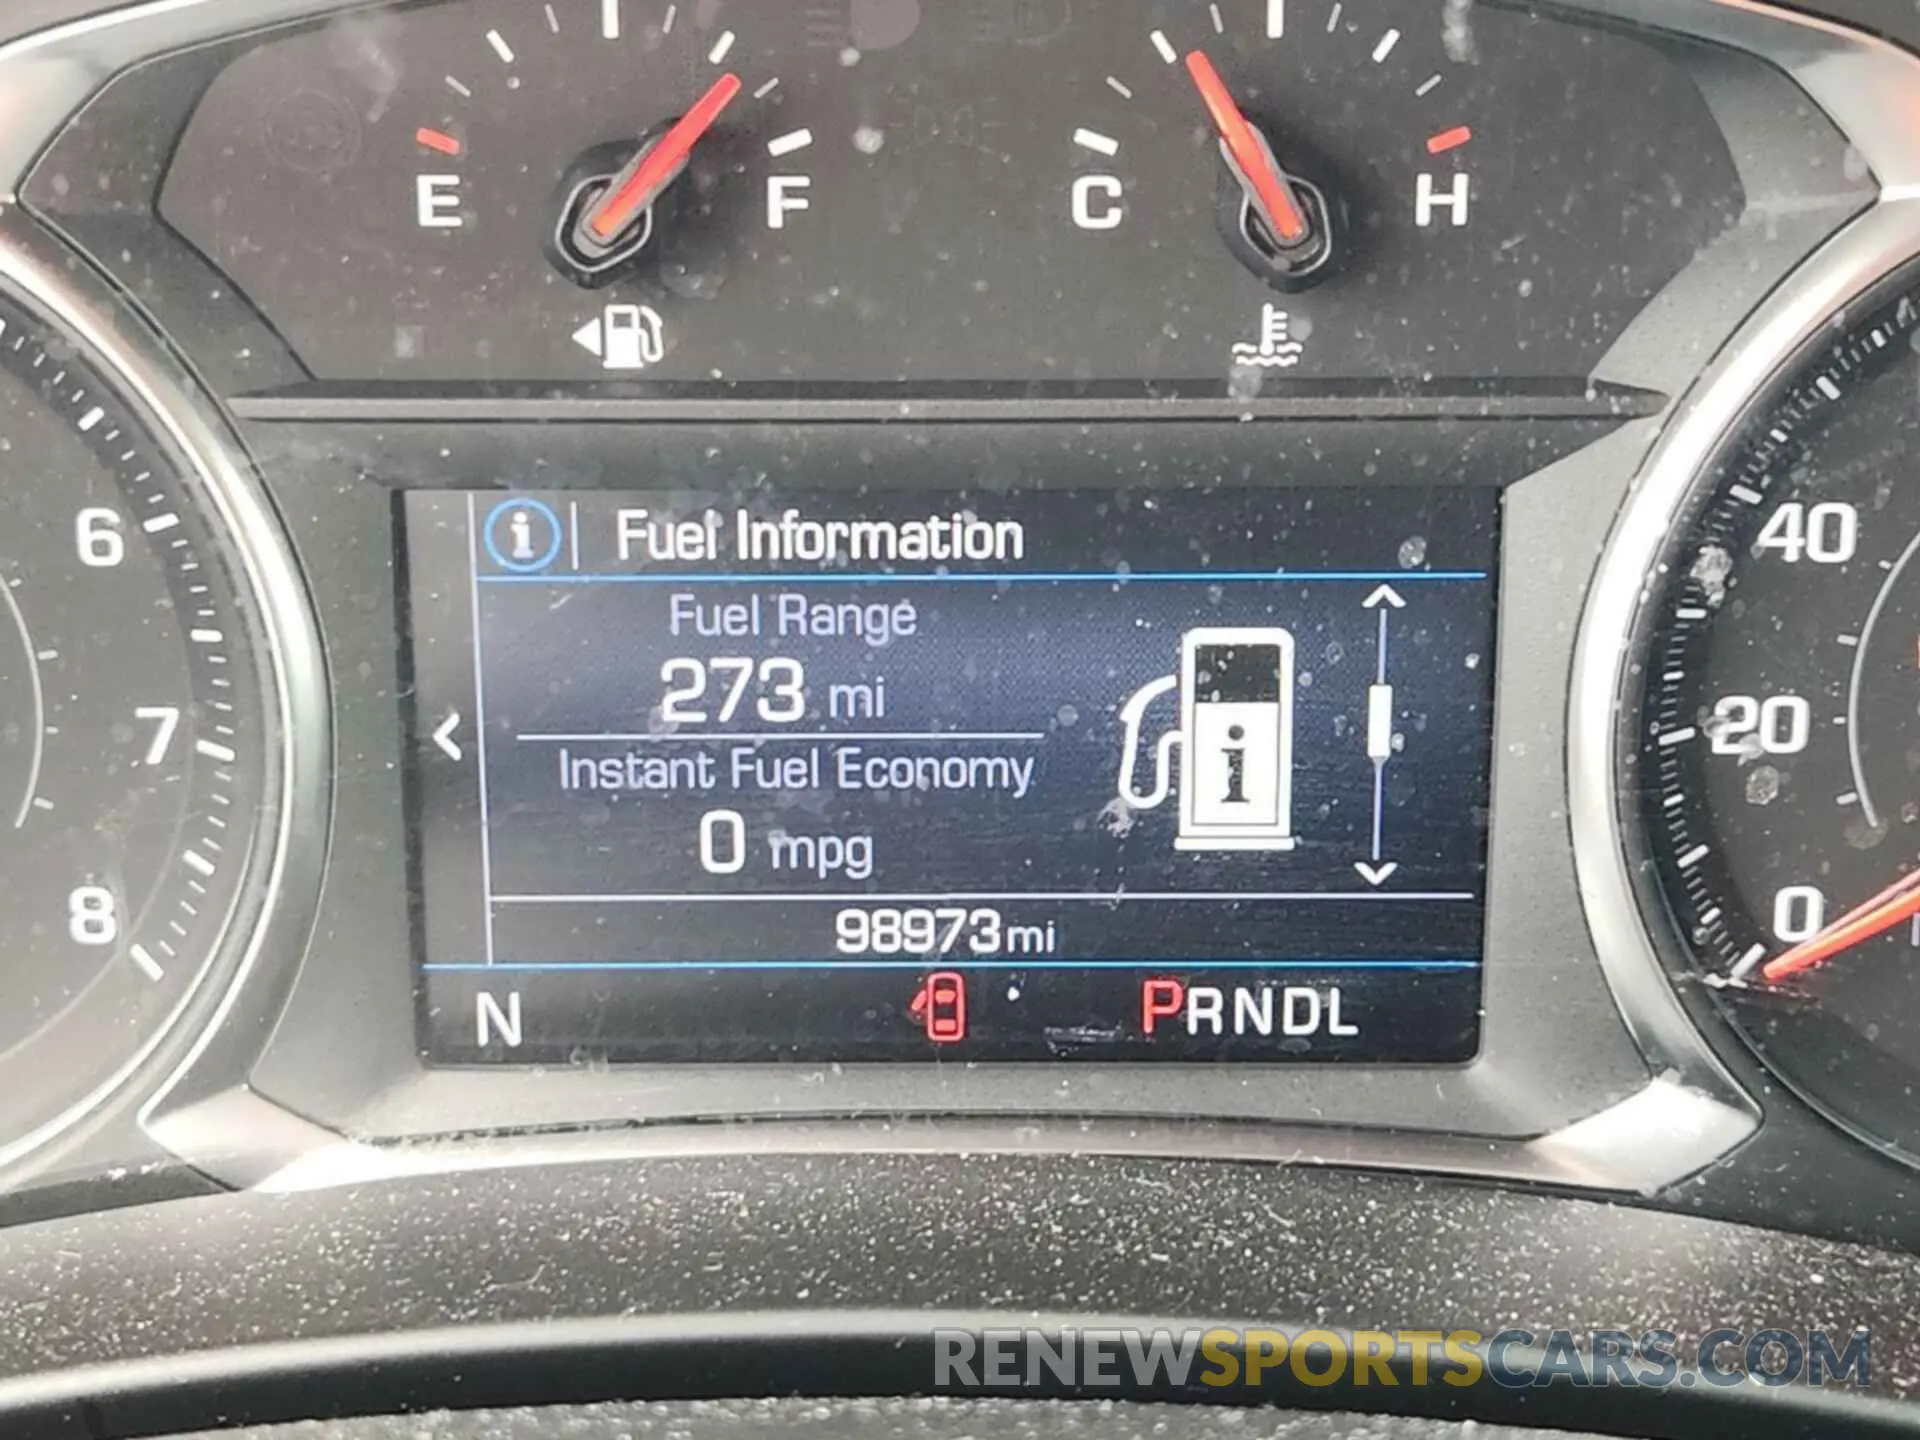 E F C H
Fuel Information
Fuel Range
273 mi
Instant Fuel Economy
0 mpg
98973mi
N PRNDL
6
7
8
40
20
0
RENEWSPORTSCARS.COM